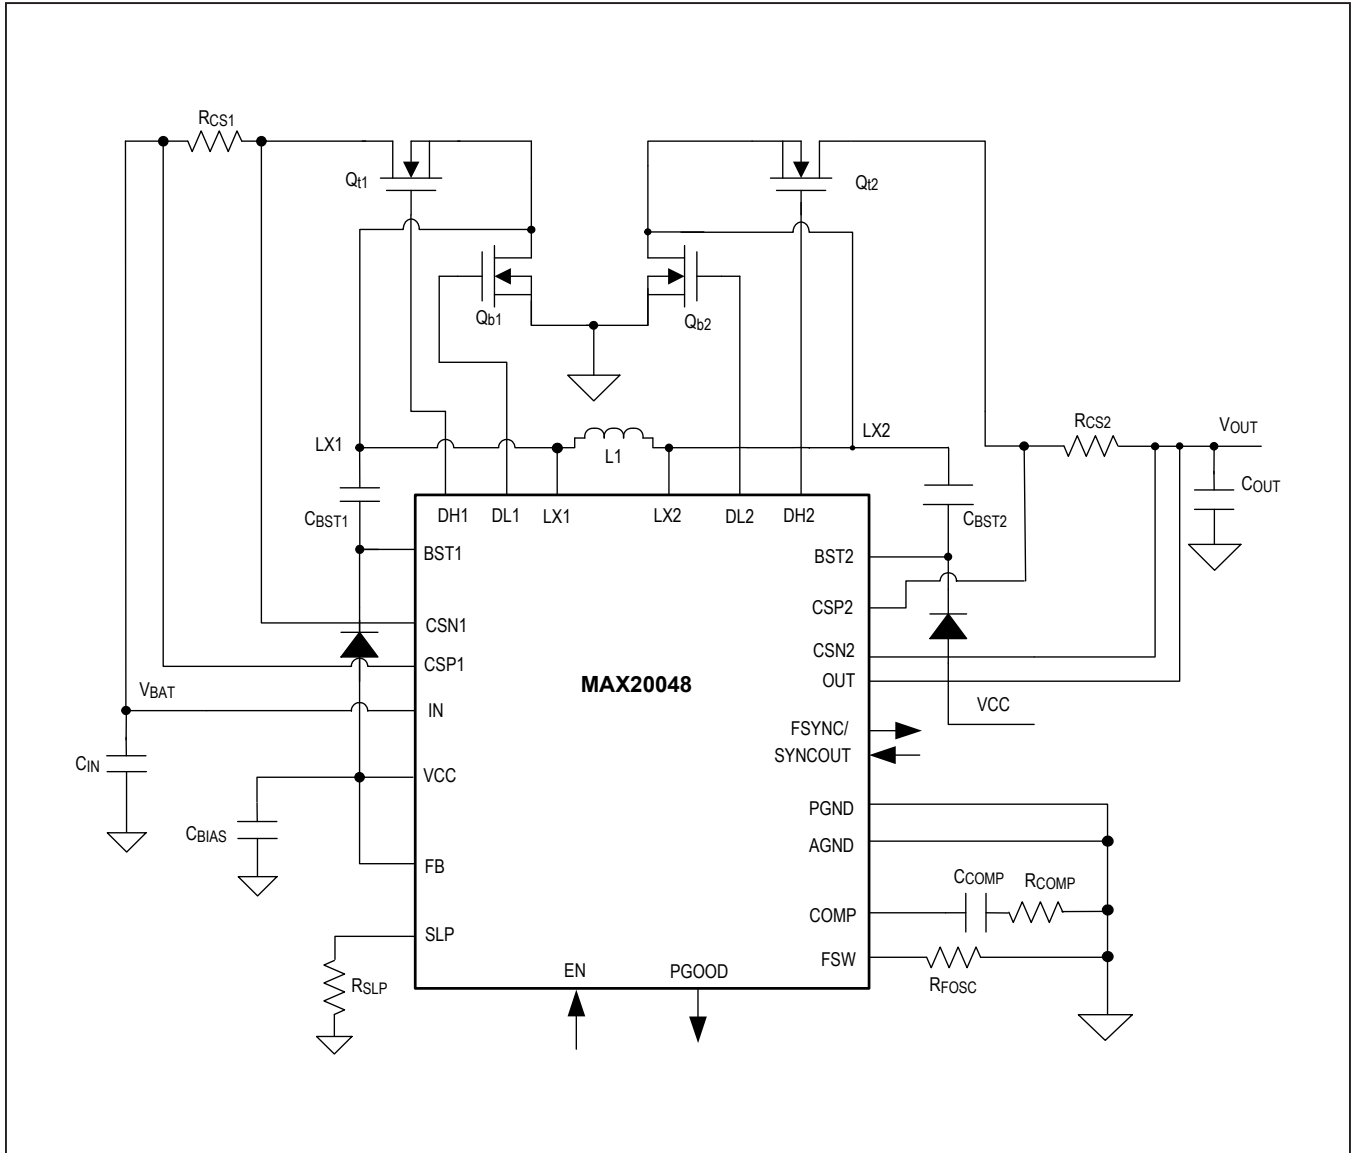 RCS1
Qt1
Qt2
Qb1
Qb2
LX1
L1
LX2
RCS2
VOUT
COUT
CBST1
CBST2
DH1 DL1 LX1 LX2 DL2 DH2
BST1
BST2
CSP2
CSN1
CSP1
CSN2
OUT
MAX20048
VBAT
IN
VCC
FSYNC/
SYNCOUT
CIN
VCC
CBIAS
PGND
AGND
FB
CCOMP RCOMP
COMP
SLP
FSW
RSLP
EN
PGOOD
RFOSC